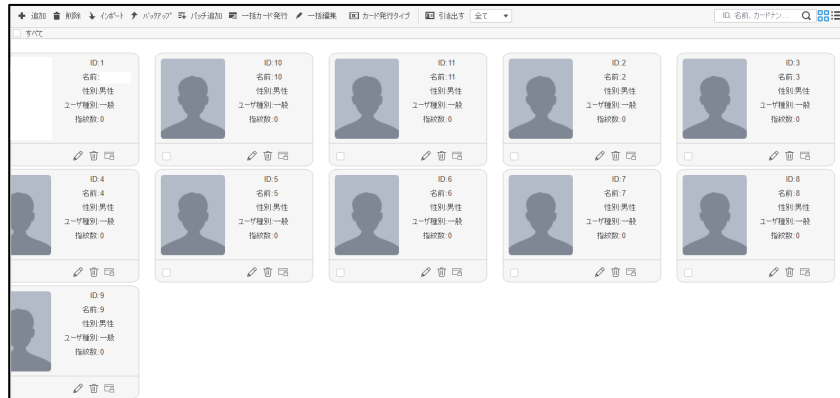 追加 削除 インポート バックアップ バッチ追加 一括カード発行 一括編集 カード発行タイプ 引き出す 全て ID、名前、カードナン...
すべて
ID:1
名前:
性別:男性
ユーザ種別:一般
指紋数:0
ID:10
名前:10
性別:男性
ユーザ種別:一般
指紋数:0
ID:11
名前:11
性別:男性
ユーザ種別:一般
指紋数:0
ID:2
名前:2
性別:男性
ユーザ種別:一般
指紋数:0
ID:3
名前:3
性別:男性
ユーザ種別:一般
指紋数:0
ID:4
名前:4
性別:男性
ユーザ種別:一般
指紋数:0
ID:5
名前:5
性別:男性
ユーザ種別:一般
指紋数:0
ID:6
名前:6
性別:男性
ユーザ種別:一般
指紋数:0
ID:7
名前:7
性別:男性
ユーザ種別:一般
指紋数:0
ID:8
名前:8
性別:男性
ユーザ種別:一般
指紋数:0
ID:9
名前:9
性別:男性
ユーザ種別:一般
指紋数:0